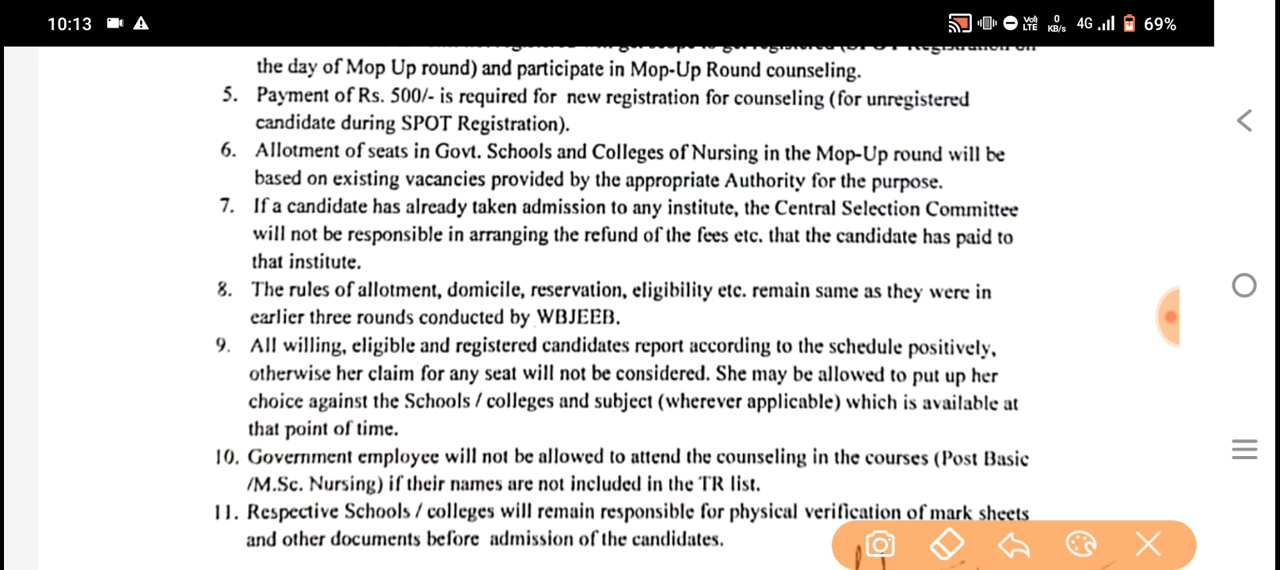 10:13
Vo)) LTE 0 KB/s 4G 69%
the day of Mop Up round) and participate in Mop-Up Round counseling.
5. Payment of Rs. 500/- is required for new registration for counseling (for unregistered
candidate during SPOT Registration).
6. Allotment of seats in Govt. Schools and Colleges of Nursing in the Mop-Up round will be
based on existing vacancies provided by the appropriate Authority for the purpose.
7. If a candidate has already taken admission to any institute, the Central Selection Committee
will not be responsible in arranging the refund of the fees etc. that the candidate has paid to
that institute.
8. The rules of allotment, domicile, reservation, eligibility etc. remain same as they were in
earlier three rounds conducted by WBJEEB.
9. All willing, eligible and registered candidates report according to the schedule positively,
otherwise her claim for any seat will not be considered. She may be allowed to put up her
choice against the Schools / colleges and subject (wherever applicable) which is available at
that point of time.
10. Government employee will not be allowed to attend the counseling in the courses (Post Basic
/M.Sc. Nursing) if their names are not included in the TR list.
11. Respective Schools / colleges will remain responsible for physical verification of mark sheets
and other documents before admission of the candidates.